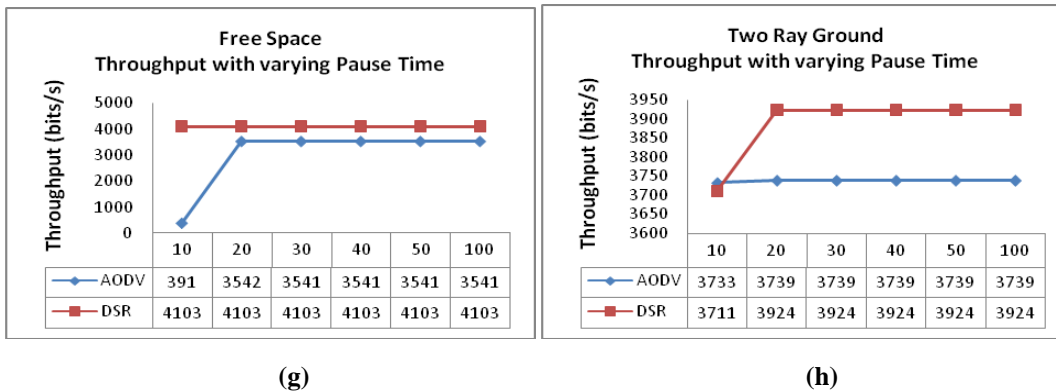 Free Space
Throughput with varying Pause Time
Throughput (bits/s)
5000
4000
3000
2000
1000
0
10 20 30 40 50 100
AODV 391 3542 3541 3541 3541 3541
DSR 4103 4103 4103 4103 4103 4103
(g)
Two Ray Ground
Throughput with varying Pause Time
Throughput (bits/s)
3950
3900
3850
3800
3750
3700
3650
3600
10 20 30 40 50 100
AODV 3733 3739 3739 3739 3739 3739
DSR 3711 3924 3924 3924 3924 3924
(h)